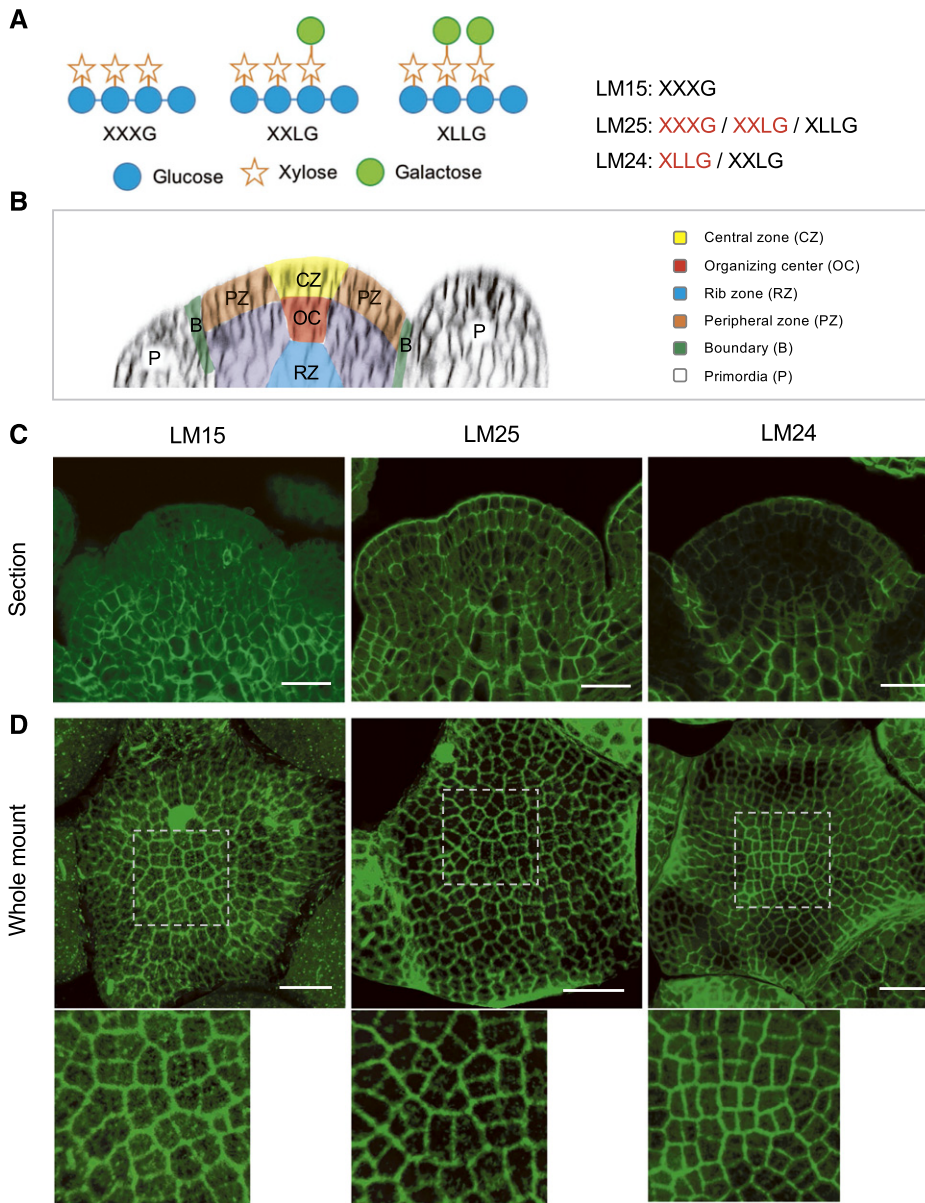 A
XXXG
XXLG
XLLG
Glucose
Xylose
Galactose
LM15: XXXG
LM25: XXXG / XXLG / XLLG
LM24: XLLG / XXLG
B
CZ
PZ
PZ
OC
B
B
P
P
RZ
Central zone (CZ)
Organizing center (OC)
Rib zone (RZ)
Peripheral zone (PZ)
Boundary (B)
Primordia (P)
C
LM15
LM25
LM24
Section
D
Whole mount